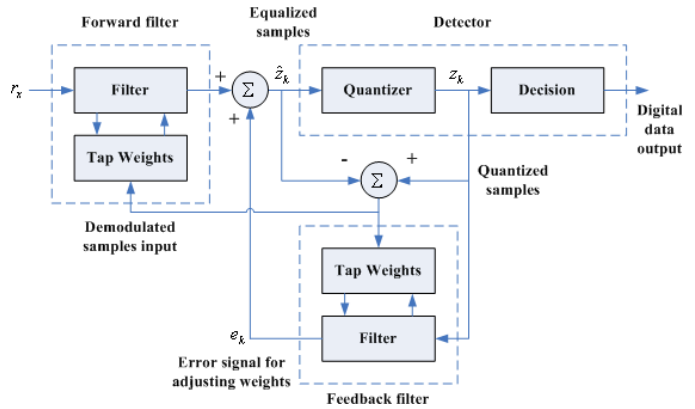 Forward filter
Equalized
samples
Detector
r_x
Filter
+
Σ
+
ẑ_k
Quantizer
z_k
Decision
Digital
data
output
Tap Weights
-
Σ
+
Quantized
samples
Demodulated
samples input
Tap Weights
e_k
Filter
Error signal for
adjusting weights
Feedback filter